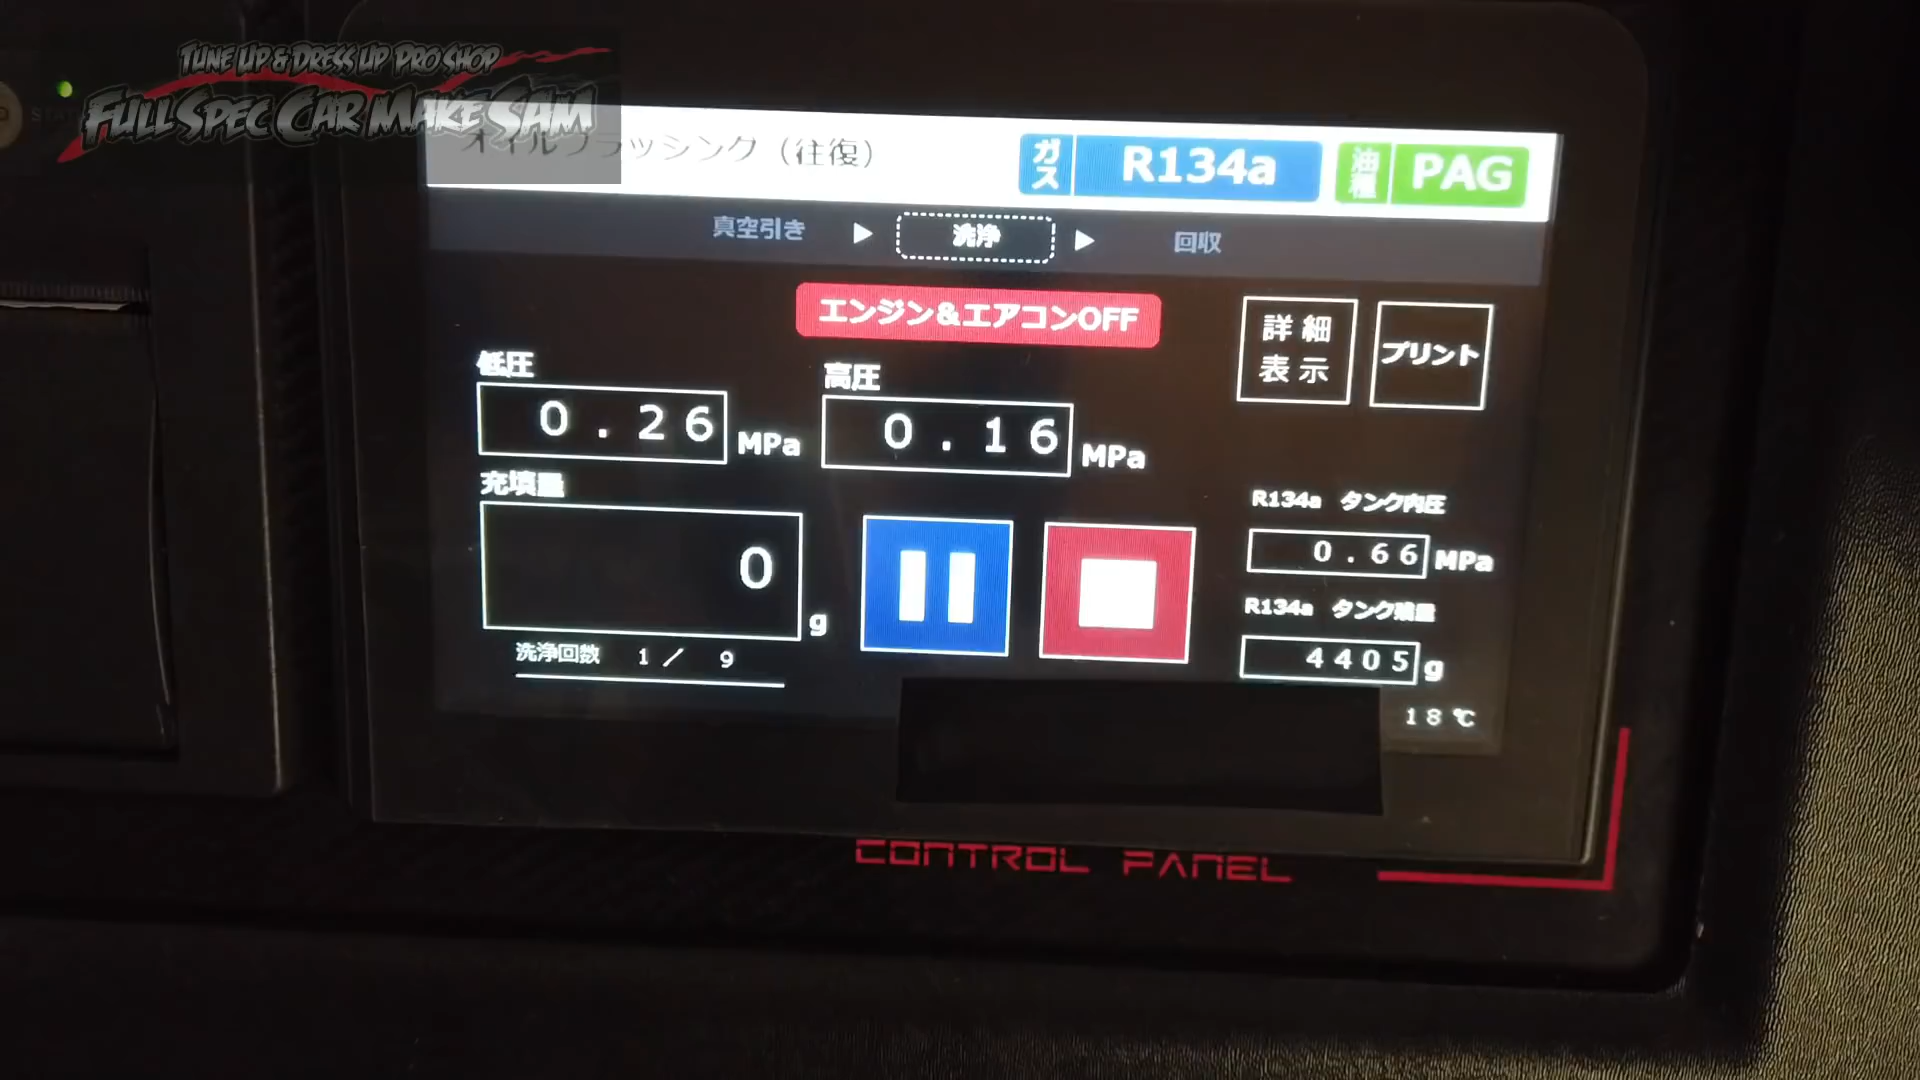 TUNE UP & DRESS UP PRO SHOP
FULL SPEC CAR MAKE SAM
オイルフラッシング（往復）
ガス R134a
油種 PAG
真空引き ▶ 洗浄 ▶ 回収
エンジン&エアコンOFF
詳細表示
プリント
低圧
0.26 MPa
高圧
0.16 MPa
充填量
0 g
洗浄回数 1 / 9
R134a タンク内圧
0.66 MPa
R134a タンク残量
4405 g
18 ℃
CONTROL PANEL